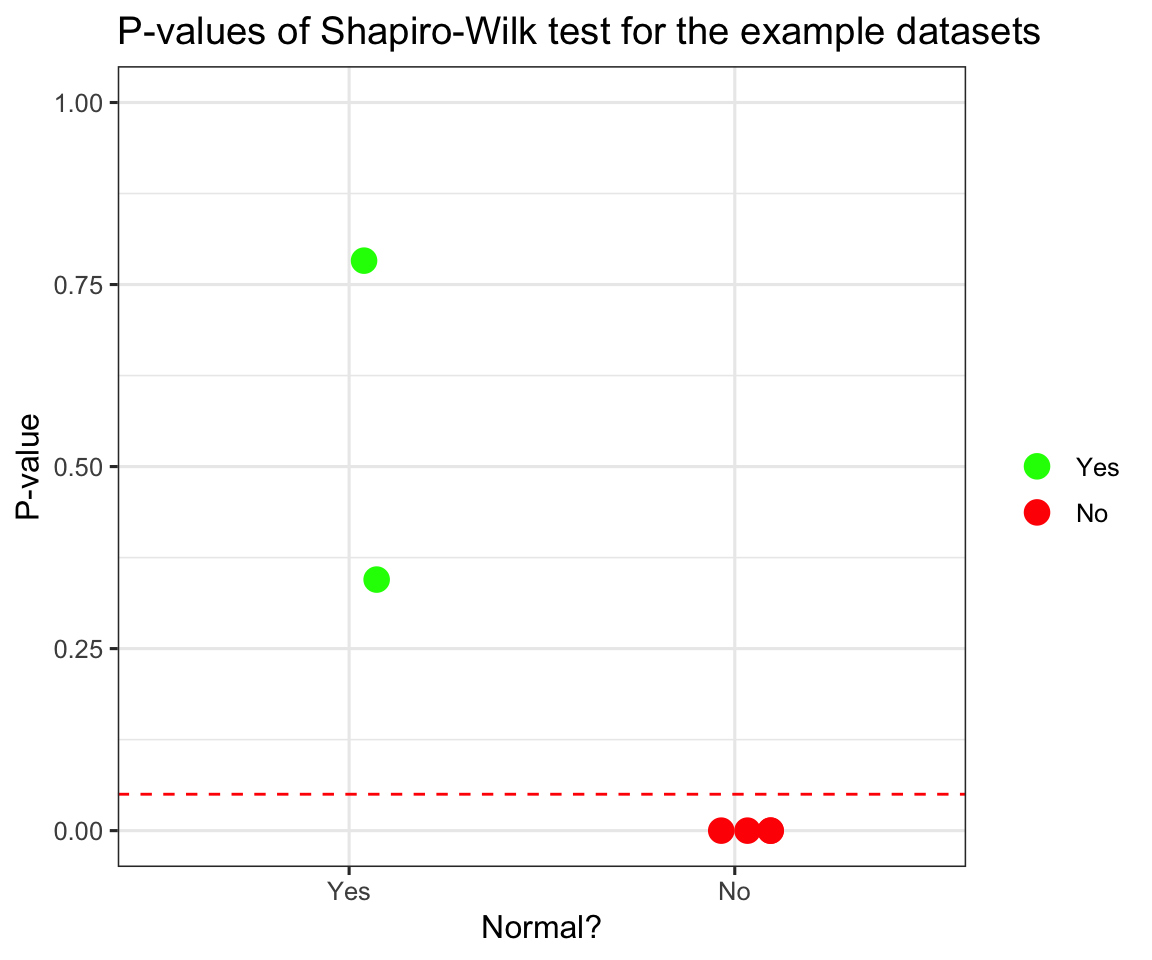 P-values of Shapiro-Wilk test for the example datasets
1.00
0.75
0.50
0.25
0.00
P-value
Yes
No
Normal?
Yes
No